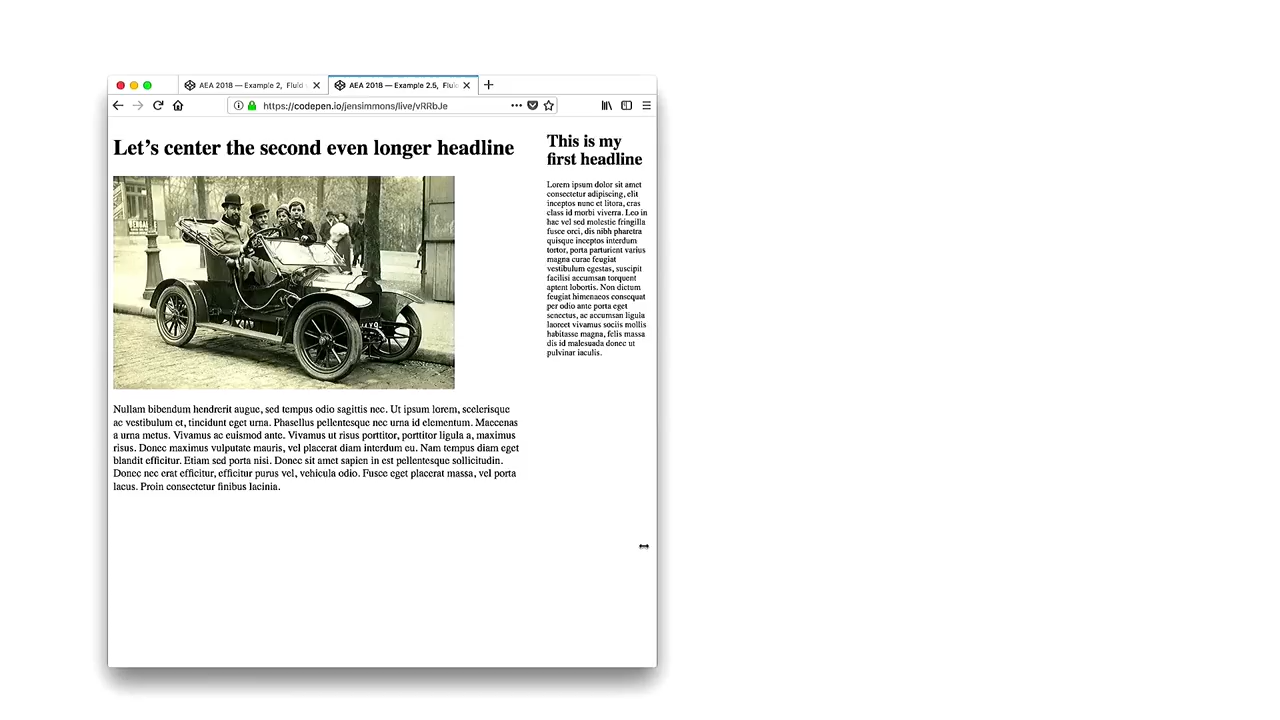 AEA 2018 — Example 2, Fluid
AEA 2018 — Example 2.5, Flui
https://codepen.io/jensimmons/live/vRRbJe
Let’s center the second even longer headline
Nullam bibendum hendrerit augue, sed tempus odio sagittis nec. Ut ipsum lorem, scelerisque
ac vestibulum et, tincidunt eget urna. Phasellus pellentesque nec urna id elementum. Maecenas
a urna metus. Vivamus ac euismod ante. Vivamus ut risus porttitor, porttitor ligula a, maximus
risus. Donec maximus vulputate mauris, vel placerat diam interdum eu. Nam tempus diam eget
blandit efficitur. Etiam sed porta nisi. Donec sit amet sapien in est pellentesque sollicitudin.
Donec nec erat efficitur, efficitur purus vel, vehicula odio. Fusce eget placerat massa, vel porta
lacus. Proin consectetur finibus lacinia.
This is my
first headline
Lorem ipsum dolor sit amet
consectetur adipiscing, elit
inceptos nunc et litora, cras
class id morbi viverra. Leo in
hac vel sed molestie fringilla
fusce orci, dis nibh pharetra
quisque inceptos interdum
tortor, porta parturient varius
magna curae feugiat
vestibulum egestas, suscipit
facilisi accumsan torquent
aptent lobortis. Non dictum
feugiat himenaeos consequat
per odio ante porta eget
senectus, ac accumsan ligula
laoreet vivamus sociis mollis
habitasse magna, felis massa
dis id malesuada donec ut
pulvinar iaculis.